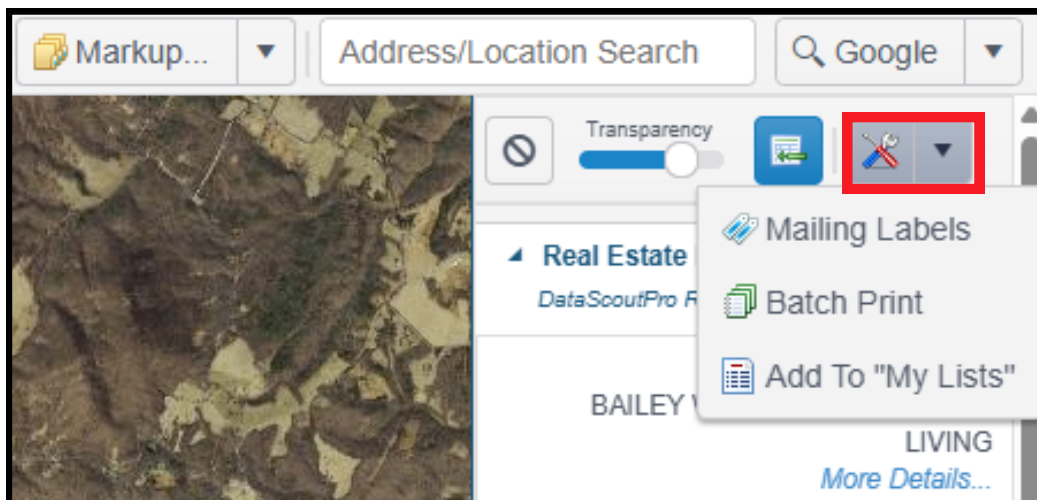 Markup...
Address/Location Search
Google
Transparency
Mailing Labels
Real Estate
DataScoutPro
Batch Print
Add To "My Lists"
BAILEY
LIVING
More Details...